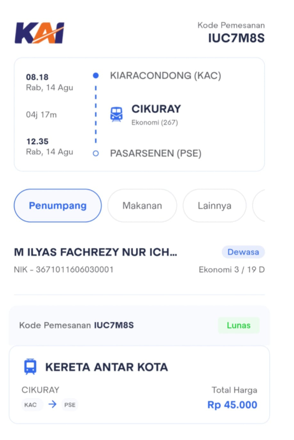 KAI
Kode Pemesanan
IUC7M8S
08.18
Rab, 14 Agu
KIARACONDONG (KAC)
04j 17m
CIKURAY
Ekonomi (267)
12.35
Rab, 14 Agu
PASARSENEN (PSE)
Penumpang
Makanan
Lainnya
M ILYAS FACHREZY NUR ICH...
Dewasa
NIK - 3671011606030001
Ekonomi 3 / 19 D
Kode Pemesanan IUC7M8S
Lunas
KERETA ANTAR KOTA
CIKURAY
Total Harga
KAC → PSE
Rp 45.000